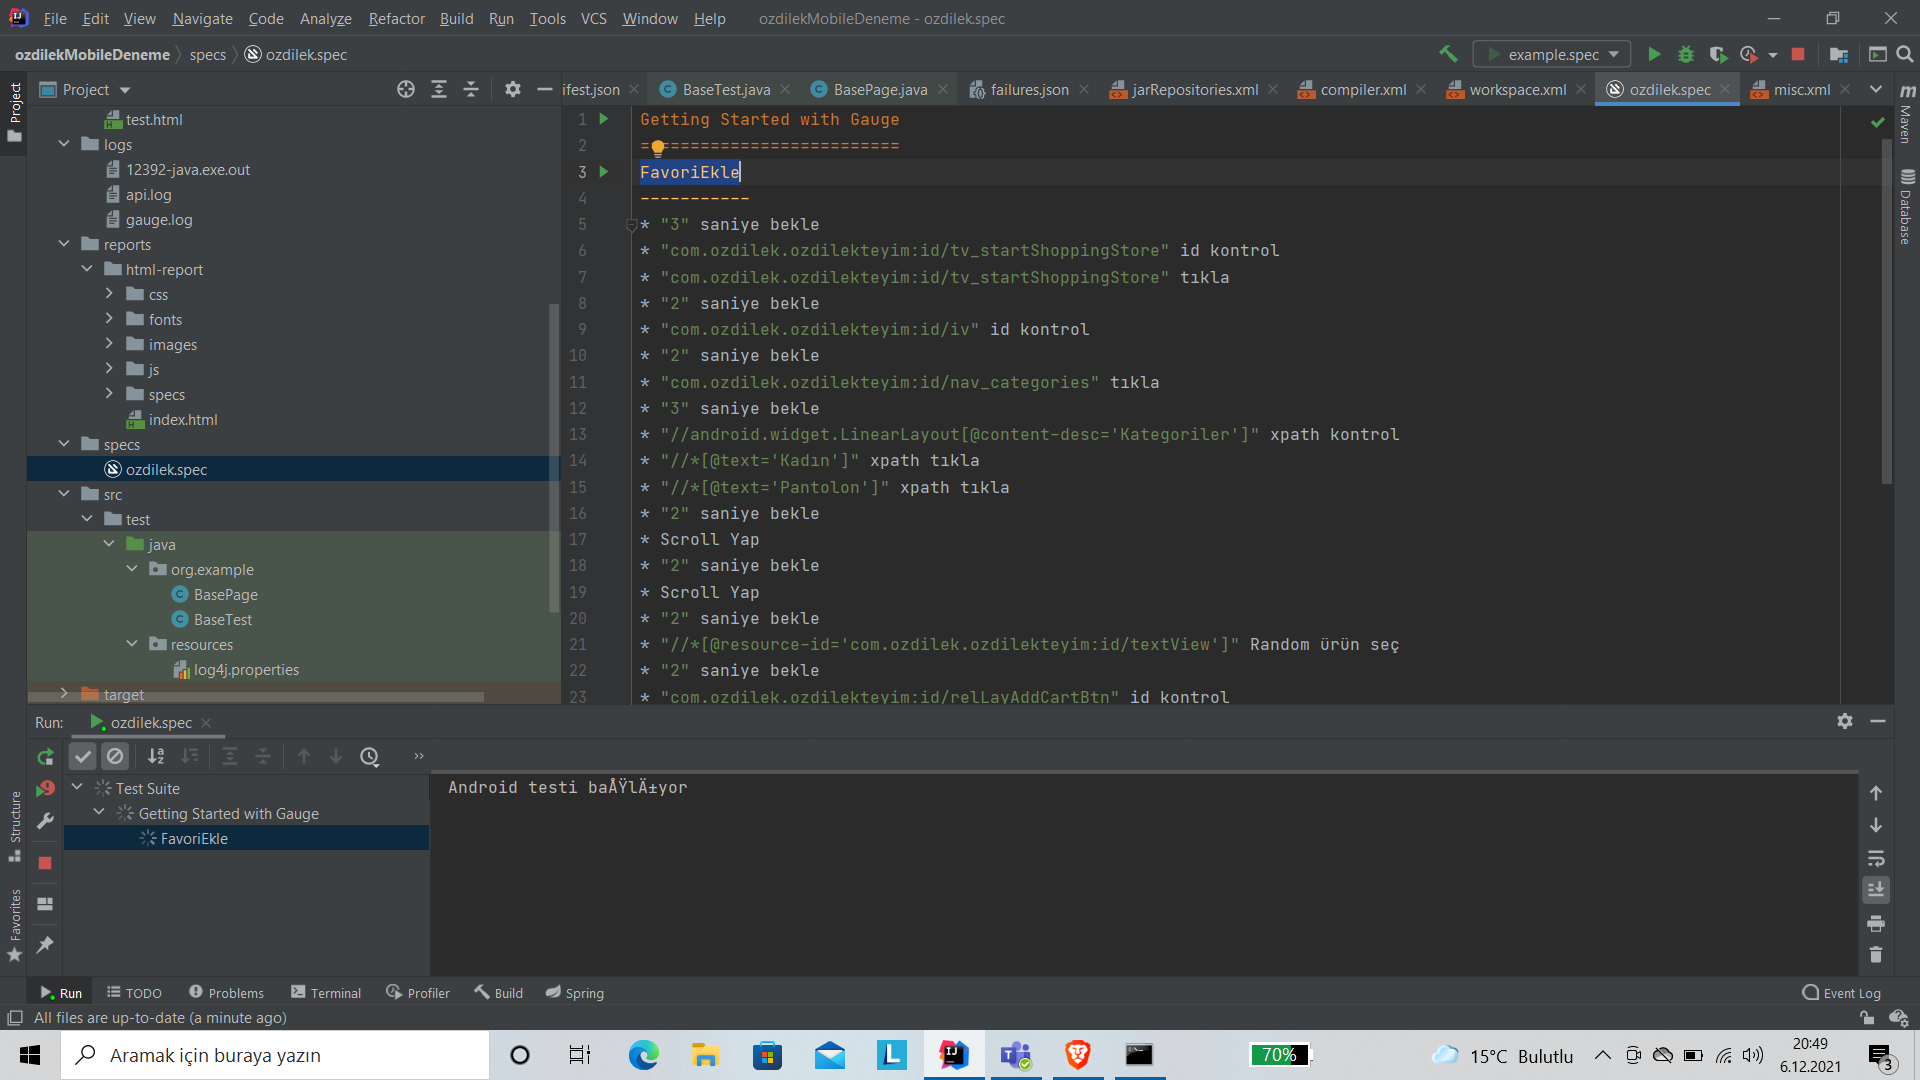 File Edit View Navigate Code Analyze Refactor Build Run Tools VCS Window Help ozdilekMobileDeneme - ozdilek.spec
ozdilekMobileDeneme specs ozdilek.spec example.spec
Project ifest.json BaseTest.java BasePage.java failures.json jarRepositories.xml compiler.xml workspace.xml ozdilek.spec misc.xml
Project
Maven
Database
Structure
Favorites
test.html
logs
12392-java.exe.out
api.log
gauge.log
reports
html-report
css
fonts
images
js
specs
index.html
specs
ozdilek.spec
src
test
java
org.example
BasePage
BaseTest
resources
log4j.properties
target
1 Getting Started with Gauge
2 ==========================
3 FavoriEkle
4 -----------
5 * "3" saniye bekle
6 * "com.ozdilek.ozdilekteyim:id/tv_startShoppingStore" id kontrol
7 * "com.ozdilek.ozdilekteyim:id/tv_startShoppingStore" tıkla
8 * "2" saniye bekle
9 * "com.ozdilek.ozdilekteyim:id/iv" id kontrol
10 * "2" saniye bekle
11 * "com.ozdilek.ozdilekteyim:id/nav_categories" tıkla
12 * "3" saniye bekle
13 * "//android.widget.LinearLayout[@content-desc='Kategoriler']" xpath kontrol
14 * "//*[@text='Kadın']" xpath tıkla
15 * "//*[@text='Pantolon']" xpath tıkla
16 * "2" saniye bekle
17 * Scroll Yap
18 * "2" saniye bekle
19 * Scroll Yap
20 * "2" saniye bekle
21 * "//*[@resource-id='com.ozdilek.ozdilekteyim:id/textView']" Random ürün seç
22 * "2" saniye bekle
23 * "com.ozdilek.ozdilekteyim:id/relLayAddCartBtn" id kontrol
Run: ozdilek.spec
Test Suite
Getting Started with Gauge
FavoriEkle
Android testi baÅŸlÄ±yor
Run TODO Problems Terminal Profiler Build Spring Event Log
All files are up-to-date (a minute ago)
Aramak için buraya yazın 70% 15°C Bulutlu 20:49
6.12.2021 3